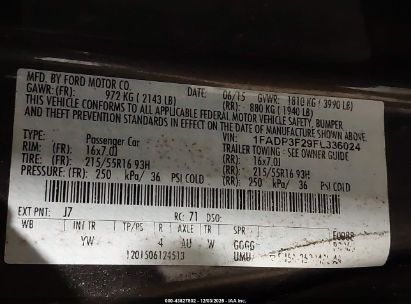 MFD. BY FORD MOTOR CO.
DATE: 06/15 GVWR: 1810 KG ( 3990 LB)
GAWR: (FR): 972 KG ( 2143 LB) (RR): 880 KG ( 1940 LB)
THIS VEHICLE CONFORMS TO ALL APPLICABLE FEDERAL MOTOR VEHICLE SAFETY, BUMPER,
AND THEFT PREVENTION STANDARDS IN EFFECT ON THE DATE OF MANUFACTURE SHOWN ABOVE.
VIN: 1FADP3F29FL336024
TYPE: Passenger Car TRAILER TOWING - SEE OWNER GUIDE
RIM: (FR): 16x7.0J (RR): 16x7.0J
TIRE: (FR): 215/55R16 93H (RR): 215/55R16 93H
PRESSURE: (FR): 250 kPa/ 36 PSI COLD (RR): 250 kPa/ 36 PSI COLD
EXT PNT: J7 RC: 71 DSO:
WB INT TR TP/PS R AXLE TR SPR
YW 4 AU W GGGG
UMU
1201506124513